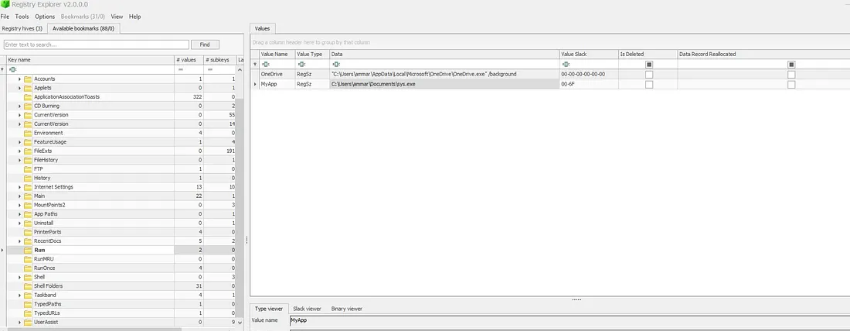 Registry Explorer v2.0.0.0
File Tools Options Bookmarks (31/0) View Help
Registry hives (3) Available bookmarks (88/0)
Enter text to search... Find
Key name # values # subkeys La
Accounts 1 1
Applets 0 1
ApplicationAssociationToasts 322 0
CD Burning 0 2
CurrentVersion 0 55
CurrentVersion 0 14
Environment 4 0
FeatureUsage 1 4
FileExts 0 191
FileHistory 0 1
FTP 1 0
History 1 0
Internet Settings 13 10
Main 22 1
MountPoints2 0 3
App Paths 0 1
Uninstall 0 1
PrinterPorts 4 0
RecentDocs 5 2
Run 2 0
RunMRU 0 0
RunOnce 4 0
Shell 0 3
Shell Folders 31 0
Taskband 4 1
TypedPaths 1 0
TypedURLs 1 0
UserAssist 0 9
Values
Drag a column header here to group by that column
Value Name Value Type Data Value Slack Is Deleted Data Record Reallocated
OneDrive RegSz "C:\Users\ammar\AppData\Local\Microsoft\OneDrive\OneDrive.exe" /background 00-00-00-00-00-00
MyApp RegSz C:\Users\ammar\Documents\sys.exe 00-6F
Type viewer Slack viewer Binary viewer
Value name MyApp